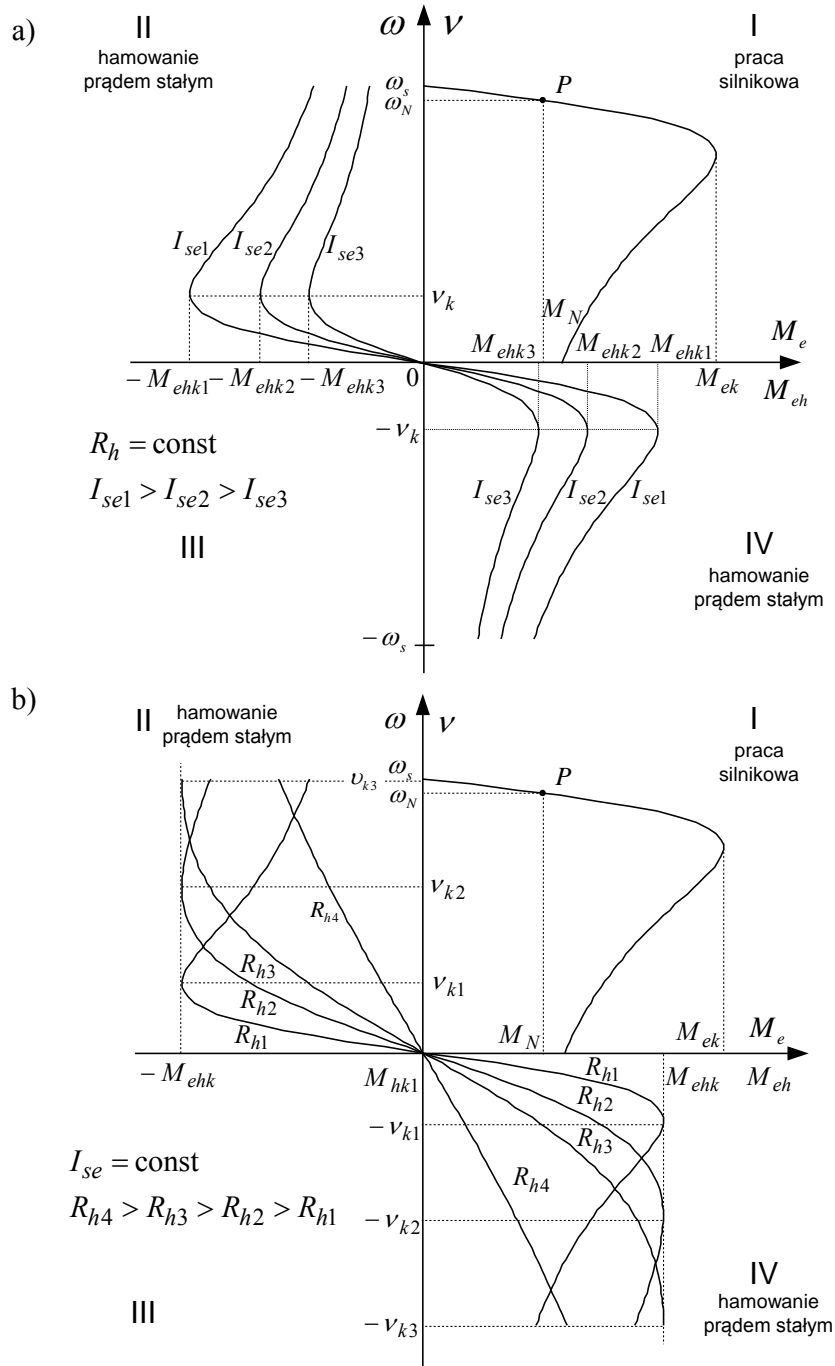 a)
II
hamowanie
prądem stałym
ω ν
I
praca
silnikowa
ω_s
ω_N
P
I_se1
I_se2
I_se3
ν_k
M_N
M_ehk3
M_ehk2
M_ehk1
M_e
−M_ehk1
−M_ehk2
−M_ehk3
0
M_ek
M_eh
R_h = const
−ν_k
I_se1 > I_se2 > I_se3
I_se3
I_se2
I_se1
III
IV
hamowanie
prądem stałym
−ω_s
b)
II
hamowanie
prądem stałym
ω ν
I
praca
silnikowa
υ_k3
ω_s
ω_N
P
ν_k2
R_h4
R_h3
ν_k1
R_h2
R_h1
M_N
M_ek
M_e
−M_ehk
M_hk1
R_h1
M_ehk
M_eh
R_h2
−ν_k1
R_h3
I_se = const
R_h4
R_h4 > R_h3 > R_h2 > R_h1
−ν_k2
III
IV
hamowanie
prądem stałym
−ν_k3